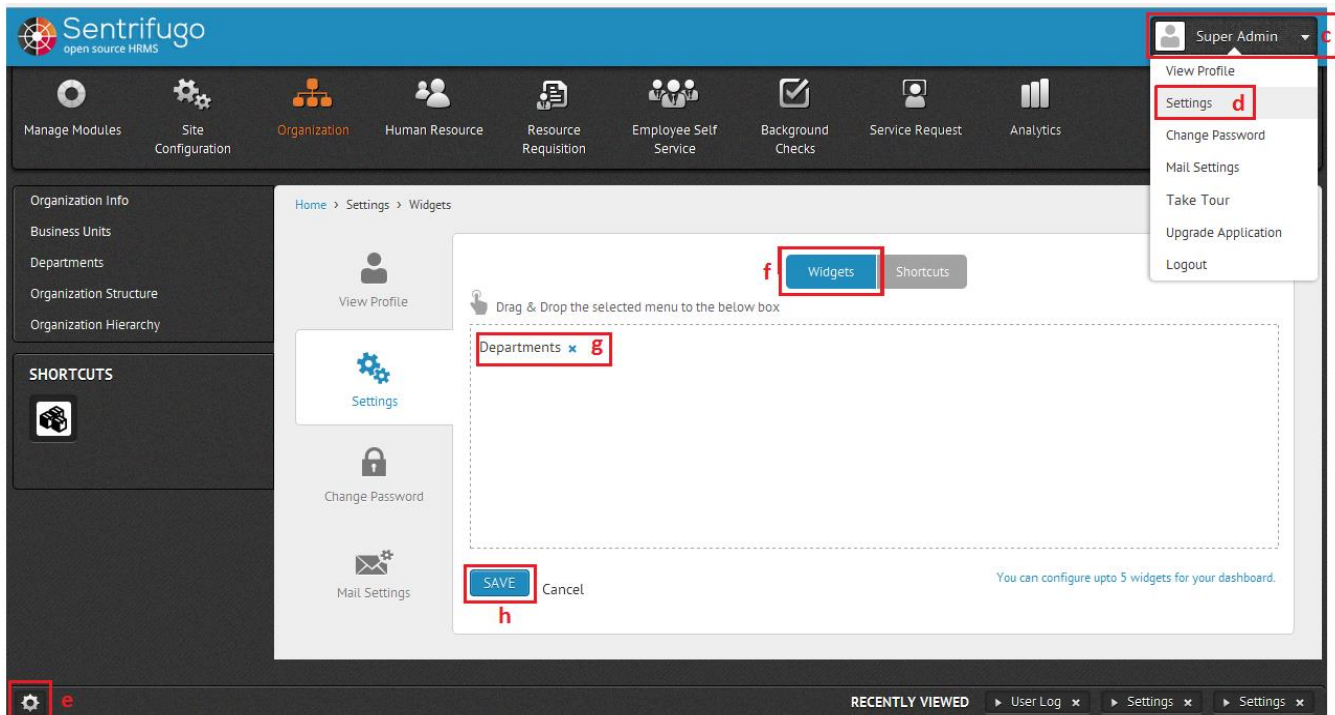 Sentrifugo
open source HRMS
Super Admin c
View Profile
Settings d
Change Password
Mail Settings
Take Tour
Upgrade Application
Logout
Manage Modules
Site
Configuration
Organization
Human Resource
Resource
Requisition
Employee Self
Service
Background
Checks
Service Request
Analytics
Organization Info
Business Units
Departments
Organization Structure
Organization Hierarchy
SHORTCUTS
Home > Settings > Widgets
View Profile
Settings
Change Password
Mail Settings
f Widgets Shortcuts
Drag & Drop the selected menu to the below box
Departments x g
SAVE Cancel
h
You can configure upto 5 widgets for your dashboard.
e
RECENTLY VIEWED User Log x Settings x Settings x